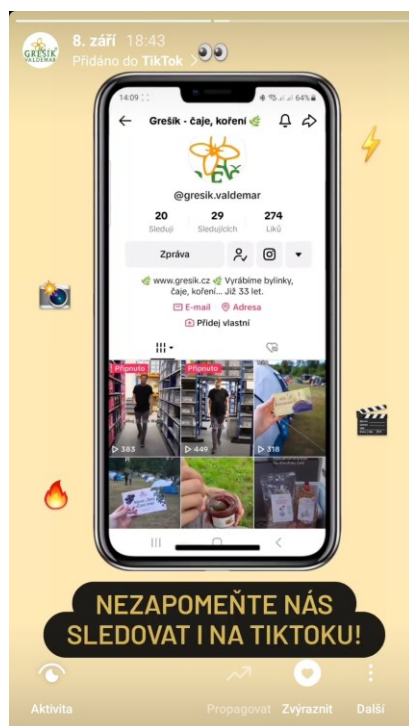 8. září 18:43
Přidáno do TikTok >
GREŠÍK
VALDEMAR
14:09
64%
Grešík - čaje, koření
@gresik.valdemar
20 29 274
Sleduji Sledujících Liků
Zpráva
www.gresik.cz Vyrábíme bylinky,
čaje, koření... Již 33 let.
E-mail Adresa
Přidej vlastní
Připnuto Připnuto
383 449 318
NEZAPOMEŇTE NÁS
SLEDOVAT I NA TIKTOKU!
Aktivita Propagovat Zvýraznit Další